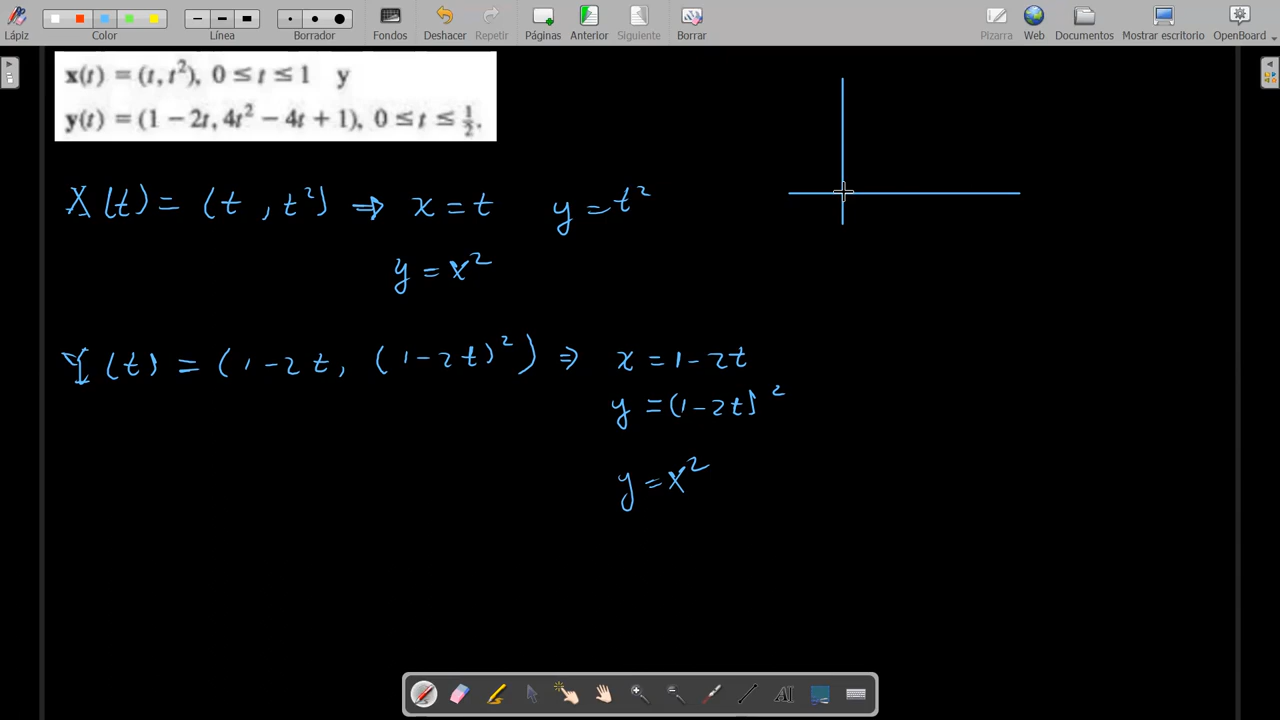 Lápiz Color Línea Borrador Fondos Deshacer Repetir Páginas Anterior Siguiente Borrar Pizarra Web Documentos Mostrar escritorio OpenBoard
x(t) = (t, t²), 0 ≤ t ≤ 1 y
y(t) = (1 − 2t, 4t² − 4t + 1), 0 ≤ t ≤ 1/2.
X(t) = (t, t²) ⇒ x = t y = t²
y = x²
Y(t) = (1-2t, (1-2t)²) ⇒ x = 1-2t
y = (1-2t)²
y = x²
AI